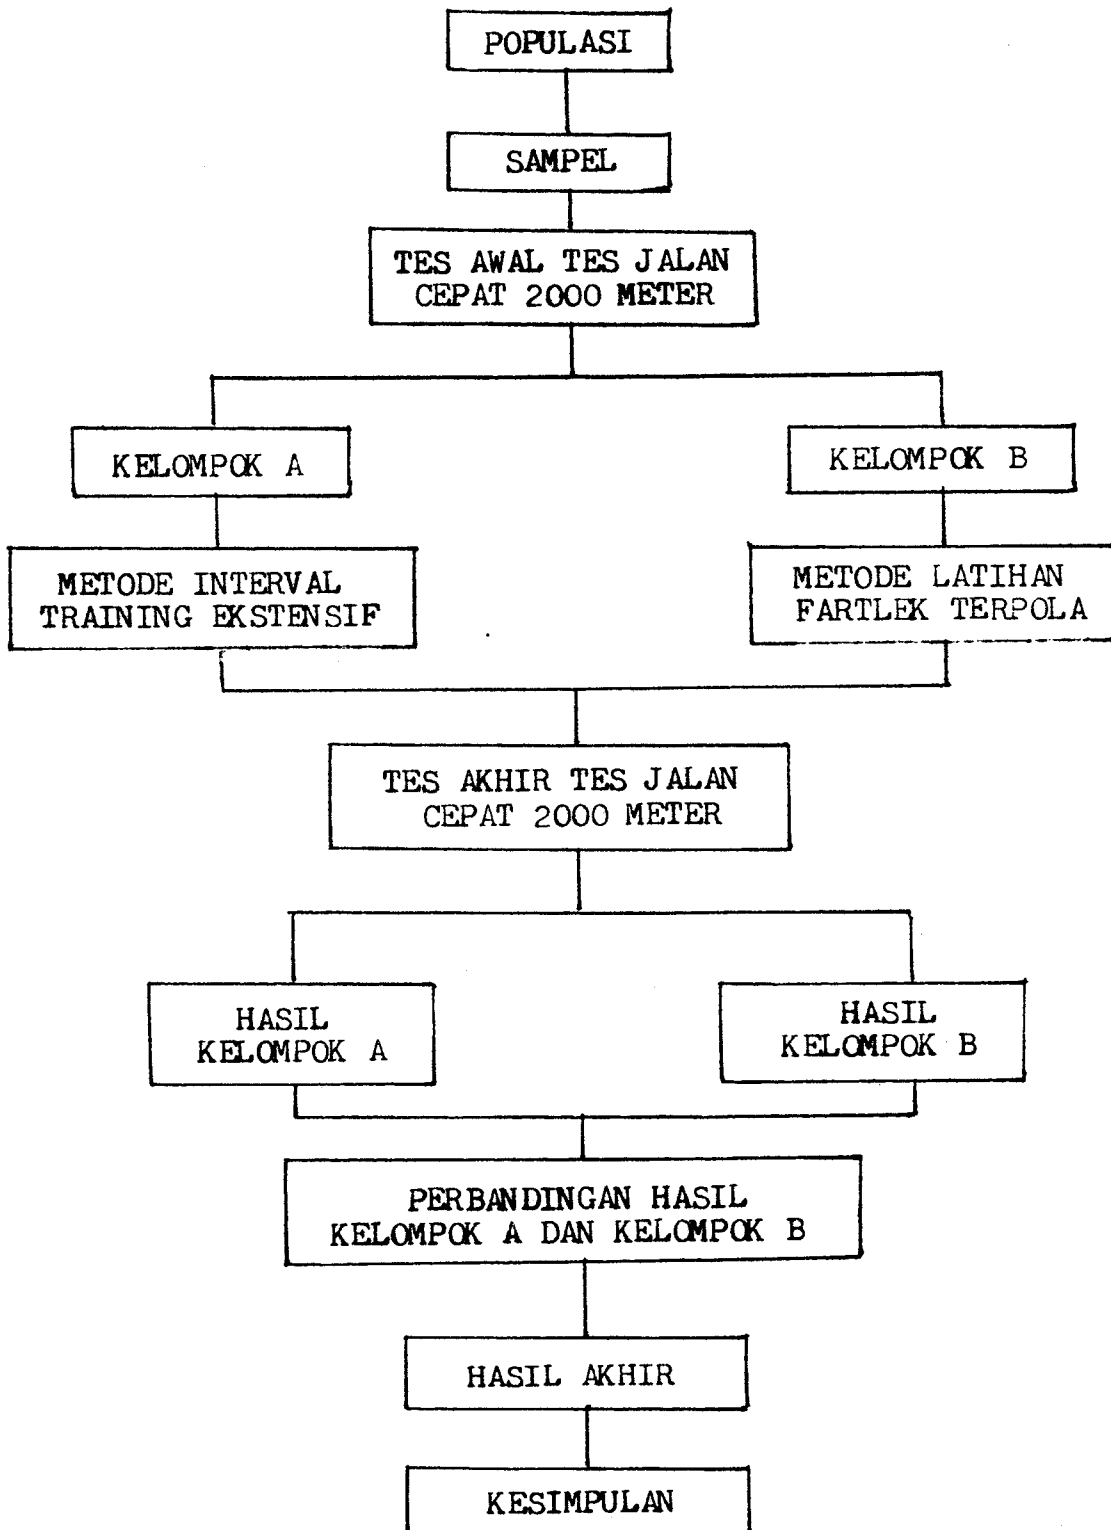 POPULASI
SAMPEL
TES AWAL TES JALAN
CEPAT 2000 METER
KELOMPOK A
KELOMPOK B
METODE INTERVAL
TRAINING EKSTENSIF
METODE LATIHAN
FARTLEK TERPOLA
TES AKHIR TES JALAN
CEPAT 2000 METER
HASIL
KELOMPOK A
HASIL
KELOMPOK B
PERBANDINGAN HASIL
KELOMPOK A DAN KELOMPOK B
HASIL AKHIR
KESIMPULAN